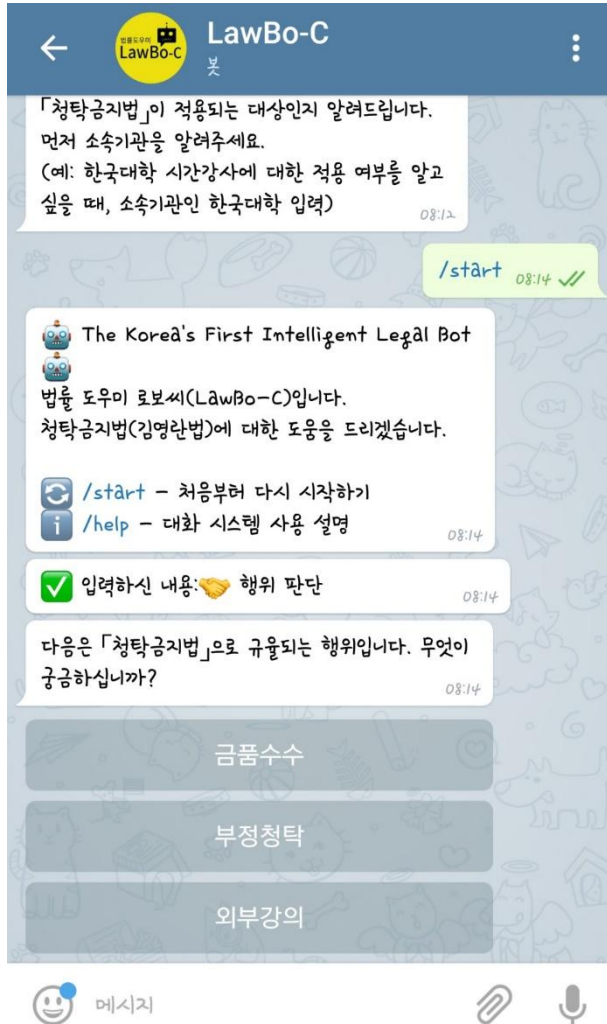 법률도우미
LawBo-C
LawBo-C
봇
「청탁금지법」이 적용되는 대상인지 알려드립니다.
먼저 소속기관을 알려주세요.
(예: 한국대학 시간강사에 대한 적용 여부를 알고
싶을 때, 소속기관인 한국대학 입력)
08:12
/start 08:14
The Korea's First Intelligent Legal Bot
법률 도우미 로보씨(LawBo-C)입니다.
청탁금지법(김영란법)에 대한 도움을 드리겠습니다.
/start - 처음부터 다시 시작하기
/help - 대화 시스템 사용 설명
08:14
입력하신 내용: 행위 판단
08:14
다음은 「청탁금지법」으로 규율되는 행위입니다. 무엇이
궁금하십니까?
08:14
금품수수
부정청탁
외부강의
메시지